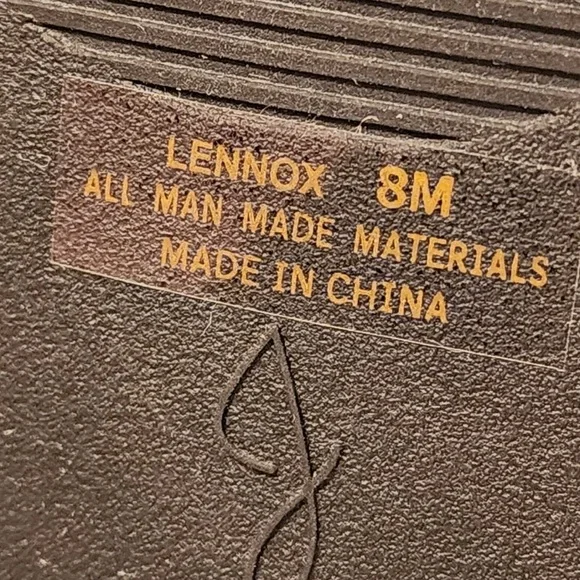 LENNOX 8M
ALL MAN MADE MATERIALS
MADE IN CHINA